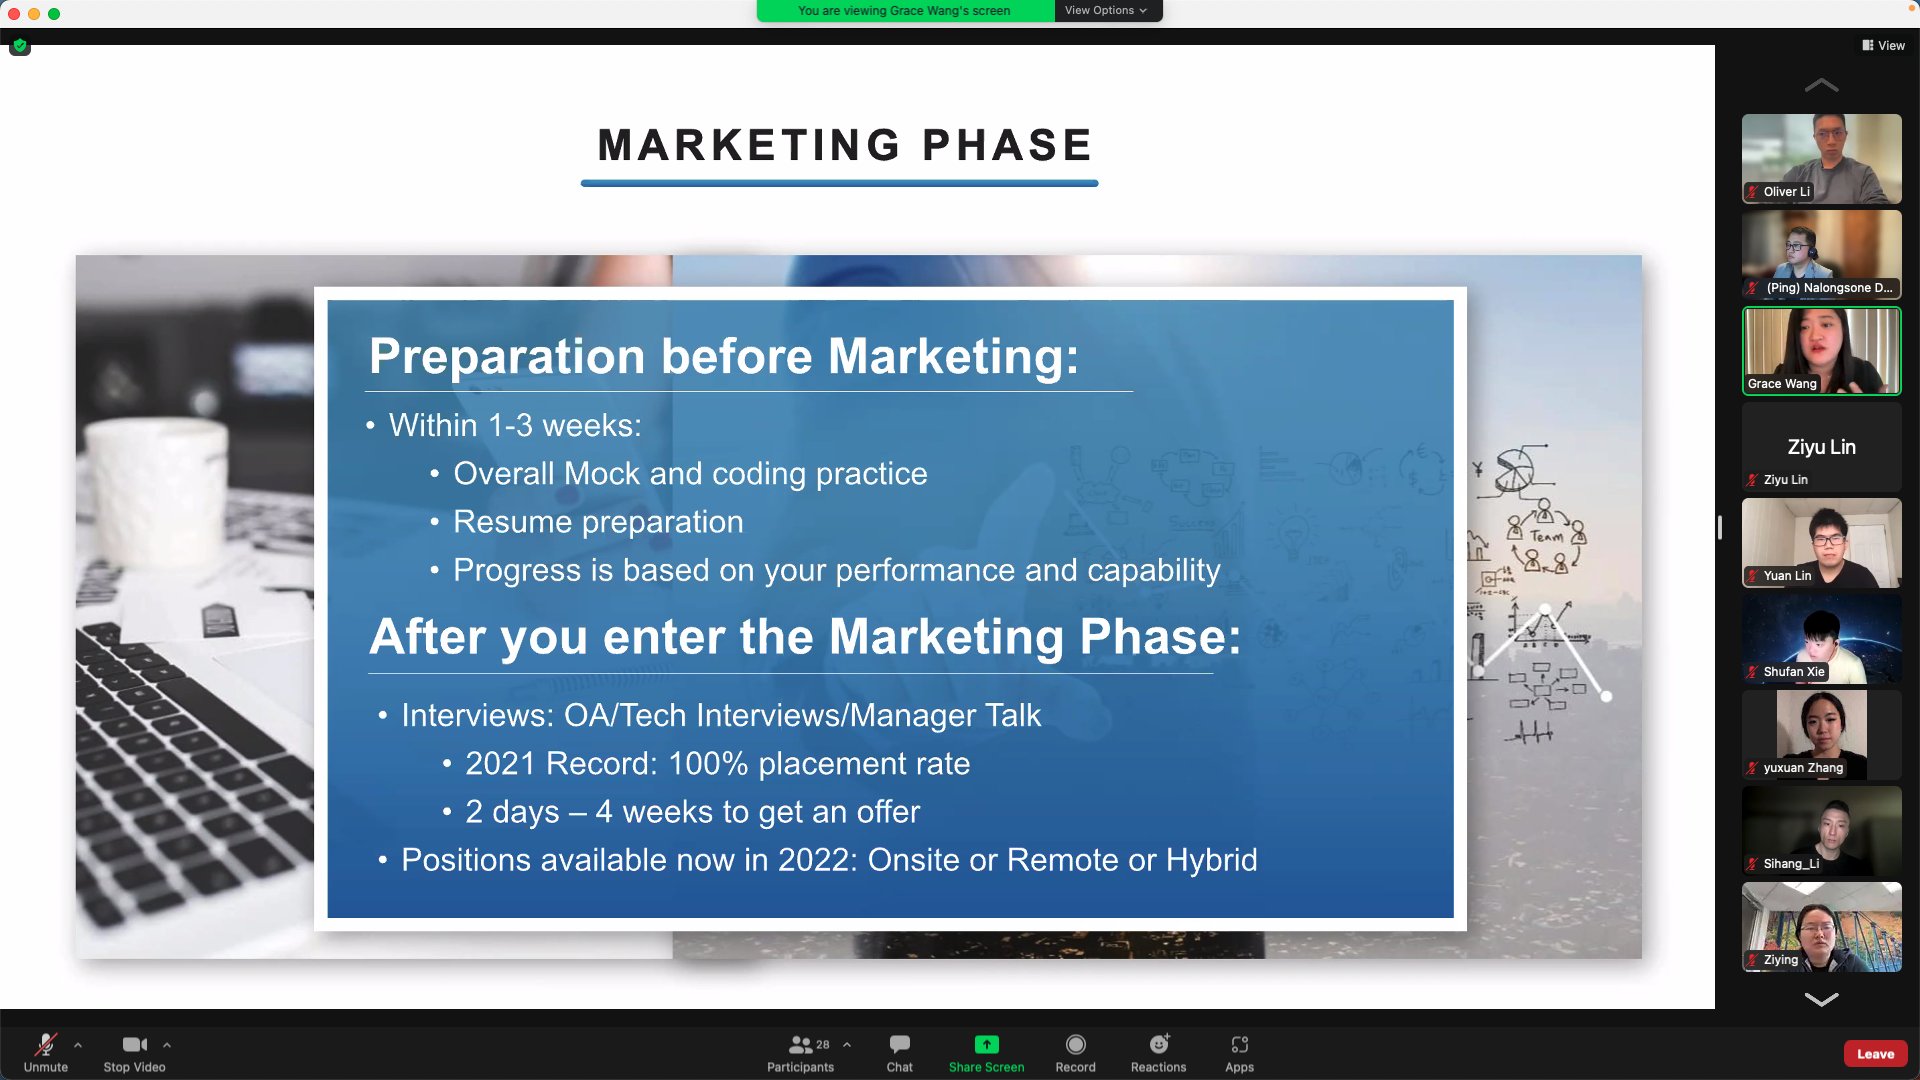 You are viewing Grace Wang's screen
View Options
View
MARKETING PHASE
Preparation before Marketing:
• Within 1-3 weeks:
• Overall Mock and coding practice
• Resume preparation
• Progress is based on your performance and capability
After you enter the Marketing Phase:
• Interviews: OA/Tech Interviews/Manager Talk
• 2021 Record: 100% placement rate
• 2 days – 4 weeks to get an offer
• Positions available now in 2022: Onsite or Remote or Hybrid
Success
Team
Oliver Li
(Ping) Nalongsone D...
Grace Wang
Ziyu Lin
Ziyu Lin
Yuan Lin
Shufan Xie
yuxuan Zhang
Sihang_Li
Ziying
Unmute
Stop Video
Participants
28
Chat
Share Screen
Record
Reactions
Apps
Leave